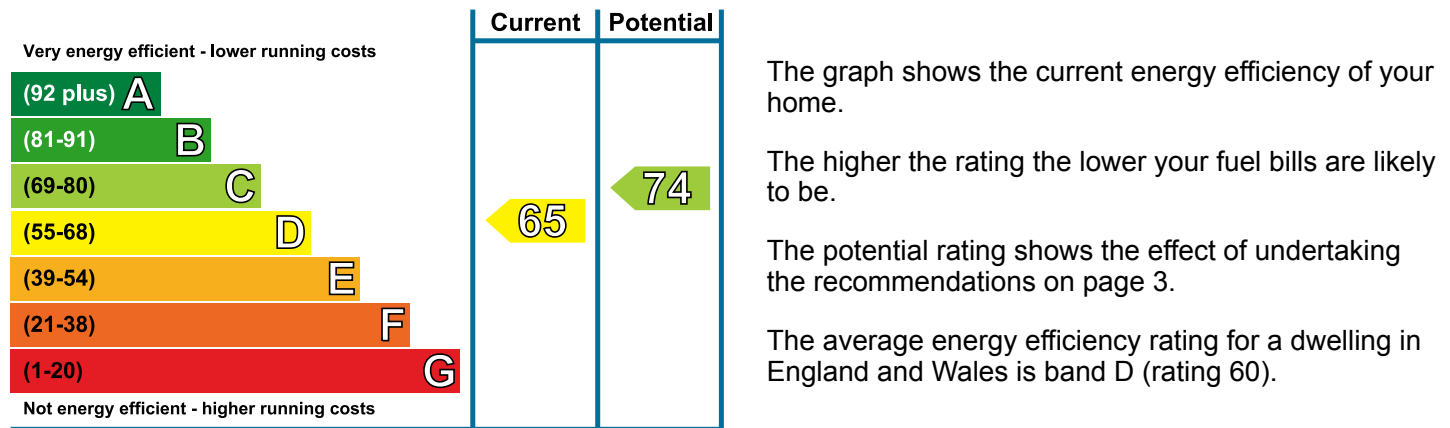 Current Potential
Very energy efficient - lower running costs
(92 plus) A
(81-91) B
(69-80) C
(55-68) D
(39-54) E
(21-38) F
(1-20) G
Not energy efficient - higher running costs
65
74
The graph shows the current energy efficiency of your
home.
The higher the rating the lower your fuel bills are likely
to be.
The potential rating shows the effect of undertaking
the recommendations on page 3.
The average energy efficiency rating for a dwelling in
England and Wales is band D (rating 60).